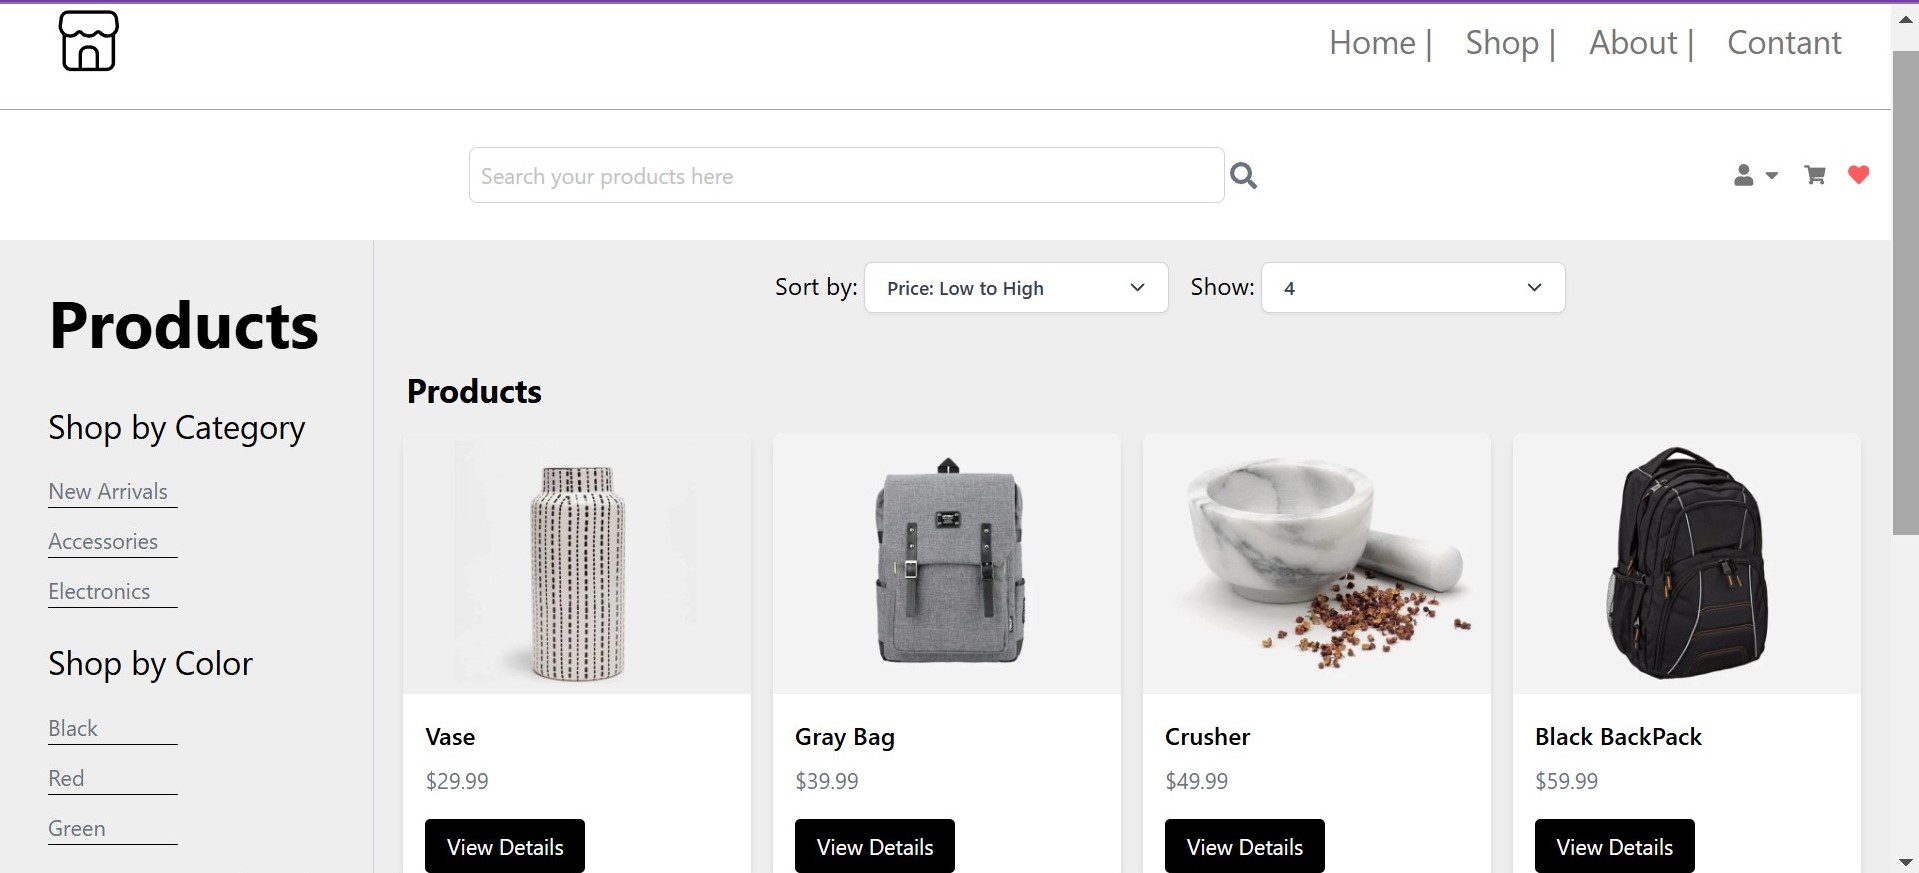 Home | Shop | About | Contant
Search your products here
Sort by: Price: Low to High Show: 4
Products
Shop by Category
New Arrivals
Accessories
Electronics
Shop by Color
Black
Red
Green
Products
Vase
$29.99
View Details
Gray Bag
$39.99
View Details
Crusher
$49.99
View Details
Black BackPack
$59.99
View Details